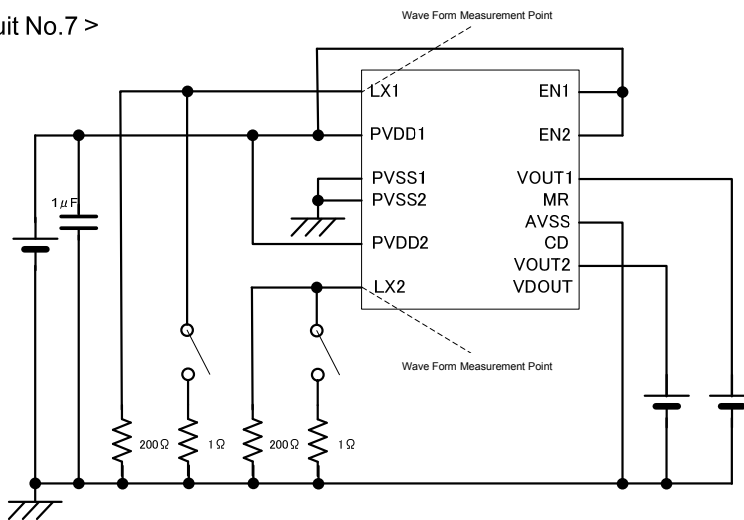 uit No.7 >
Wave Form Measurement Point
LX1
EN1
PVDD1
EN2
PVSS1
VOUT1
PVSS2
MR
1μF
AVSS
PVDD2
CD
VOUT2
LX2
VDOUT
Wave Form Measurement Point
200Ω
1Ω
200Ω
1Ω